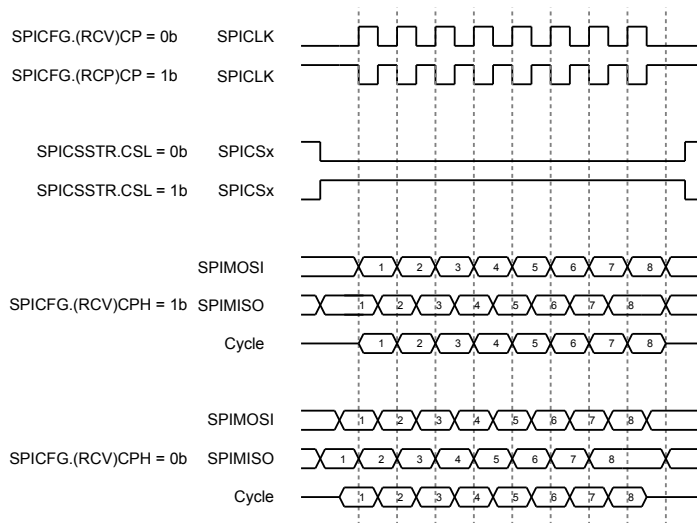 SPICFG.(RCV)CP = 0b SPICLK
SPICFG.(RCP)CP = 1b SPICLK
SPICSSTR.CSL = 0b SPICSx
SPICSSTR.CSL = 1b SPICSx
SPIMOSI 1 2 3 4 5 6 7 8
SPICFG.(RCV)CPH = 1b SPIMISO 1 2 3 4 5 6 7 8
Cycle 1 2 3 4 5 6 7 8
SPIMOSI 1 2 3 4 5 6 7 8
SPICFG.(RCV)CPH = 0b SPIMISO 1 2 3 4 5 6 7 8
Cycle 1 2 3 4 5 6 7 8